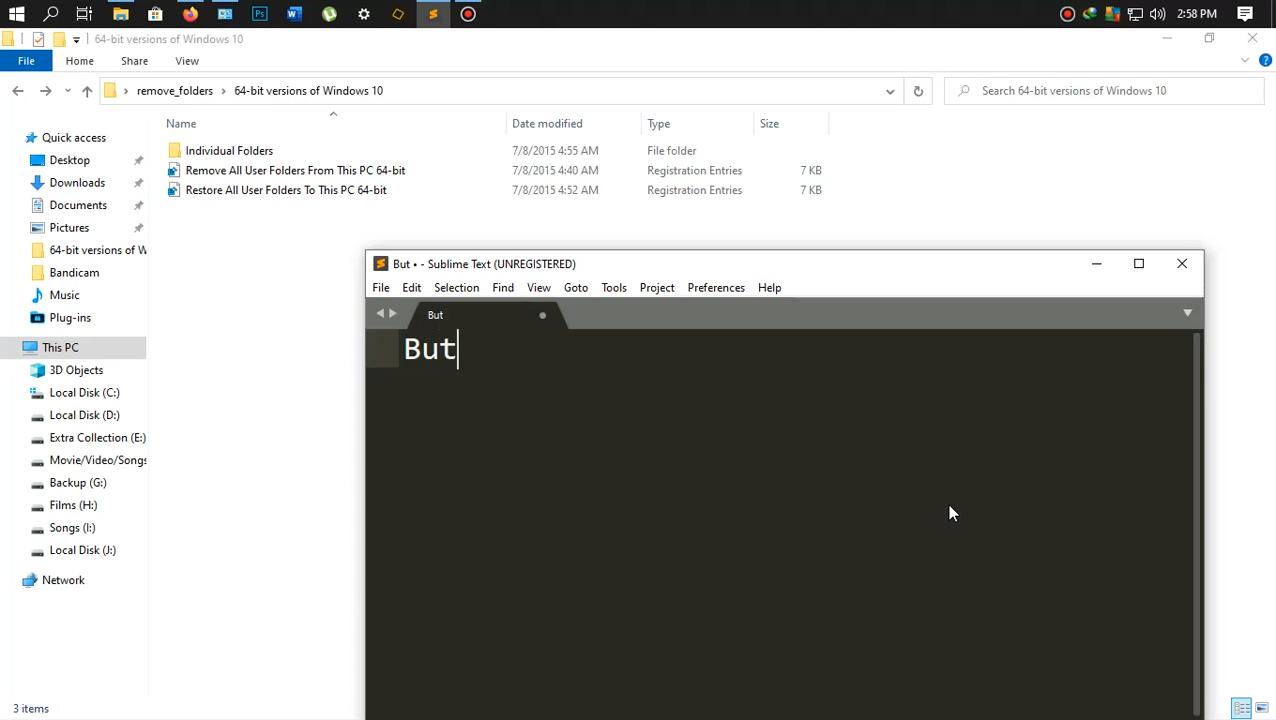 2:58 PM
64-bit versions of Windows 10
File Home Share View
remove_folders 64-bit versions of Windows 10
Search 64-bit versions of Windows 10
Name Date modified Type Size
Quick access
Desktop
Downloads
Documents
Pictures
64-bit versions of W
Bandicam
Music
Plug-ins
This PC
3D Objects
Local Disk (C:)
Local Disk (D:)
Extra Collection (E:)
Movie/Video/Songs
Backup (G:)
Films (H:)
Songs (I:)
Local Disk (J:)
Network
Individual Folders 7/8/2015 4:55 AM File folder
Remove All User Folders From This PC 64-bit 7/8/2015 4:40 AM Registration Entries 7 KB
Restore All User Folders To This PC 64-bit 7/8/2015 4:52 AM Registration Entries 7 KB
But • - Sublime Text (UNREGISTERED)
File Edit Selection Find View Goto Tools Project Preferences Help
But
But
3 items